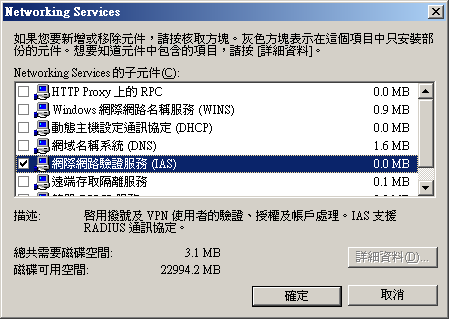 Networking Services
如果您要新增或移除元件，請按核取方塊。灰色方塊表示在這個項目中只安裝部
份的元件。想要知道元件中包含的項目，請按 [詳細資料]。
Networking Services 的子元件(C):
HTTP Proxy 上的 RPC 0.0 MB
Windows 網際網路名稱服務 (WINS) 0.9 MB
動態主機設定通訊協定 (DHCP) 0.0 MB
網域名稱系統 (DNS) 1.6 MB
網際網路驗證服務 (IAS) 0.0 MB
遠端存取隔離服務 0.1 MB
描述: 啓用撥號及 VPN 使用者的驗證、授權及帳戶處理。IAS 支援
RADIUS 通訊協定。
總共需要磁碟空間: 3.1 MB
磁碟可用空間: 22994.2 MB
詳細資料(D)...
確定
取消